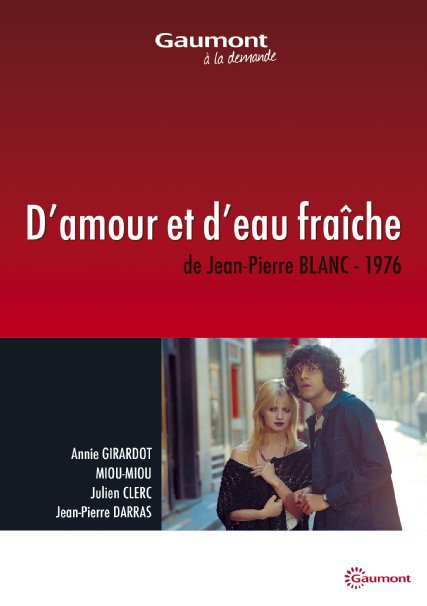 Gaumont
à la demande
D'amour et d'eau fraîche
de Jean-Pierre BLANC - 1976
Annie GIRARDOT
MIOU-MIOU
Julien CLERC
Jean-Pierre DARRAS
Gaumont